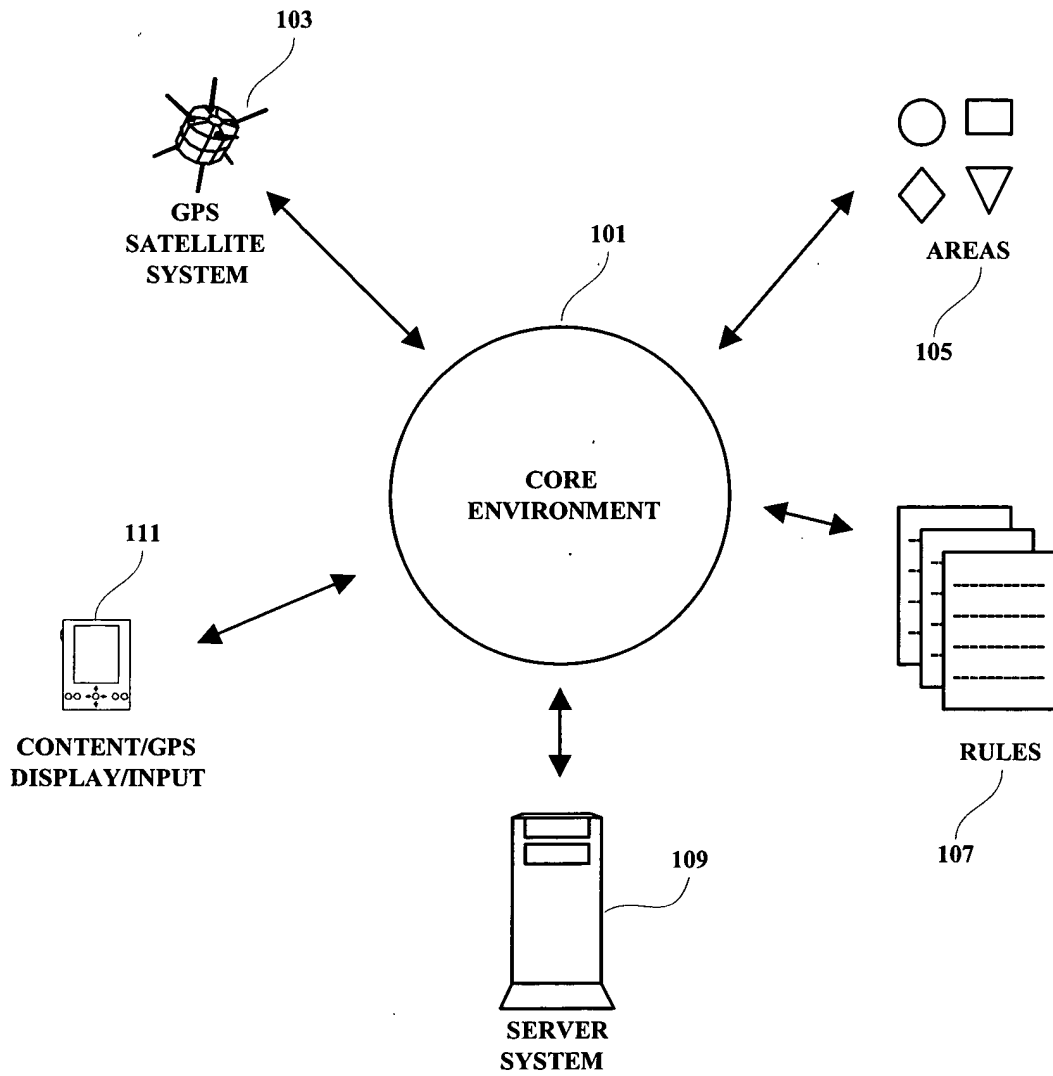 103
GPS
SATELLITE
SYSTEM
AREAS
105
101
CORE
ENVIRONMENT
111
CONTENT/GPS
DISPLAY/INPUT
RULES
107
109
SERVER
SYSTEM